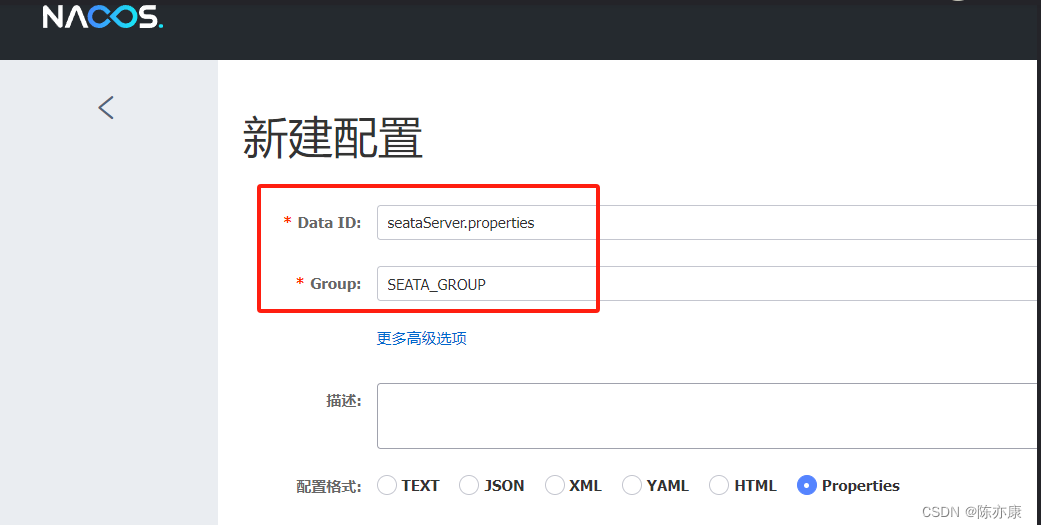 NACOS.
新建配置
* Data ID: seataServer.properties
* Group: SEATA_GROUP
更多高级选项
描述:
配置格式: TEXT JSON XML YAML HTML Properties
CSDN @陈亦康